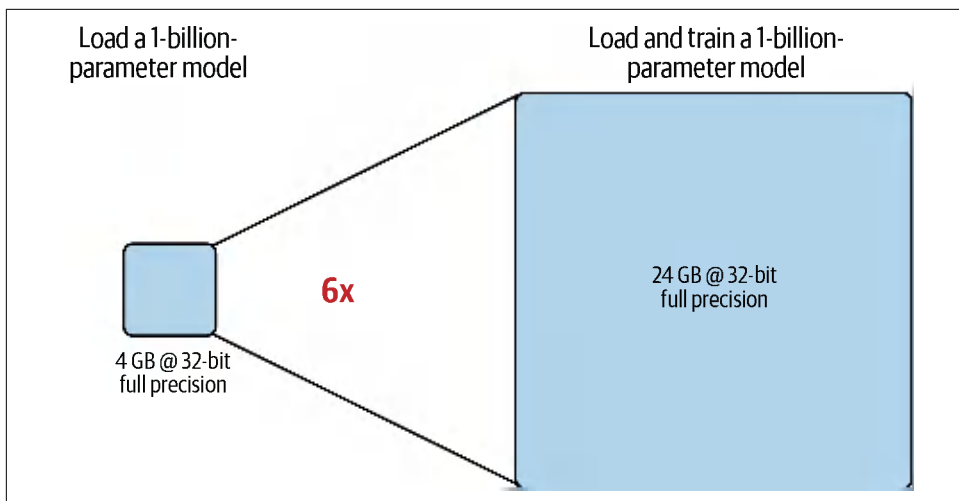 Load a 1-billion-
parameter model
Load and train a 1-billion-
parameter model
6x
4 GB @ 32-bit
full precision
24 GB @ 32-bit
full precision